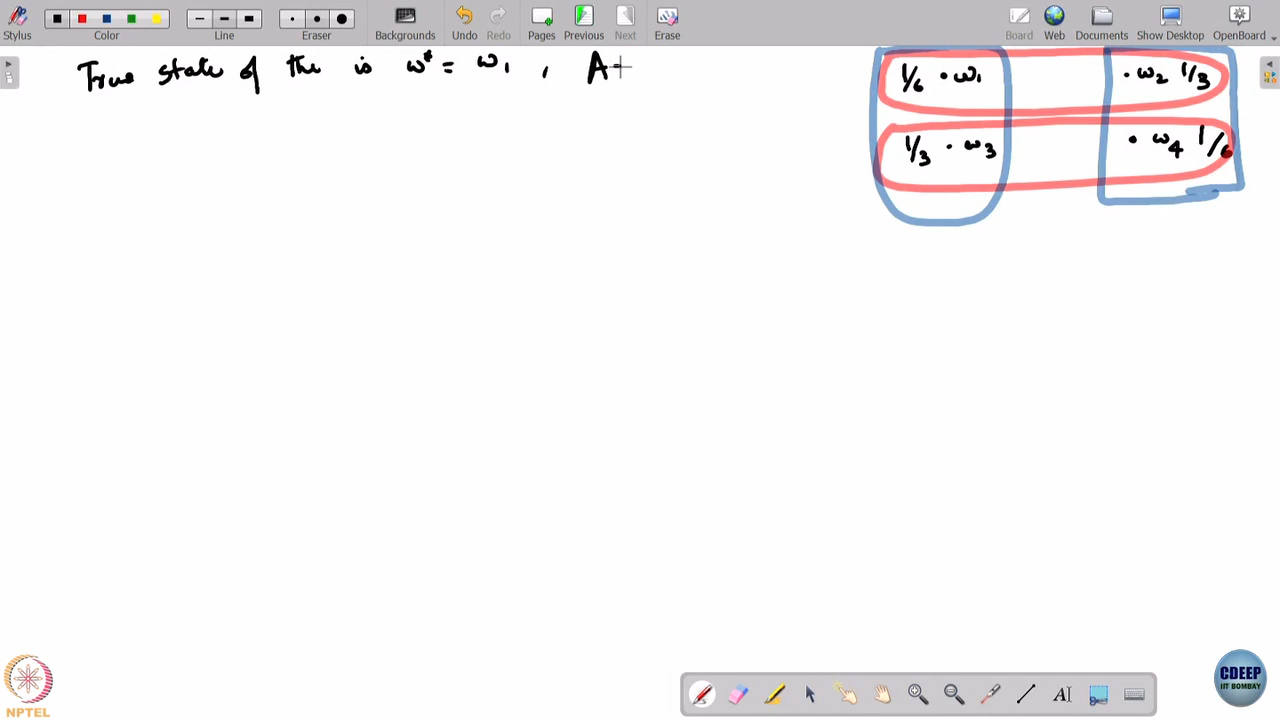 Stylus Color Line Eraser Backgrounds Undo Redo Pages Previous Next Erase Board Web Documents Desktop OpenBoard
True state of the is ω* = ω₁ , A
1/6 · ω₁ · ω₂ 1/3
1/3 · ω₃ · ω₄ 1/6
NPTEL
CDEEP
IIT BOMBAY